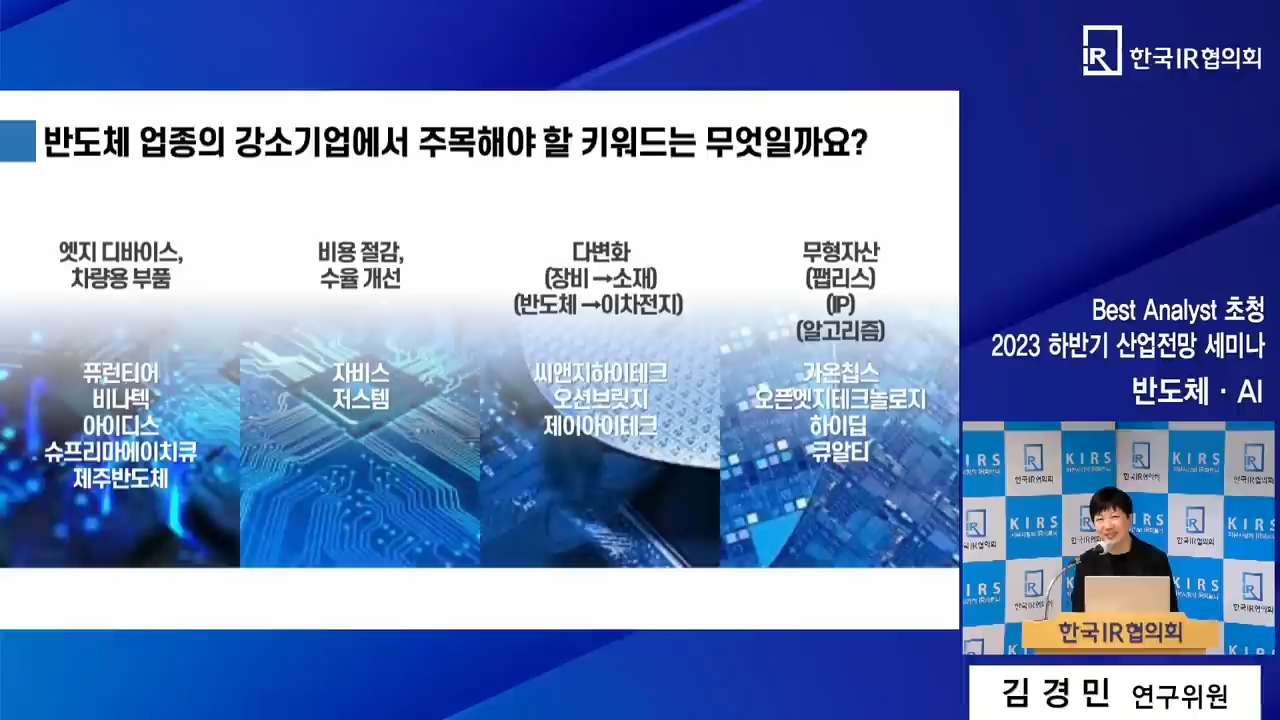 IR 한국IR협의회
반도체 업종의 강소기업에서 주목해야 할 키워드는 무엇일까요?
엣지 디바이스,
차량용 부품
퓨런티어
비나텍
아이디스
슈프리마에이치큐
제주반도체
비용 절감,
수율 개선
자비스
저스템
다변화
(장비→소재)
(반도체→이차전지)
씨앤지하이테크
오션브릿지
제이아이테크
무형자산
(팹리스)
(IP)
(알고리즘)
가온칩스
오픈엣지테크놀로지
하이딥
큐알티
Best Analyst 초청
2023 하반기 산업전망 세미나
반도체 · AI
KIRS
한국IR협의회
한국IR협의회
김경민 연구위원